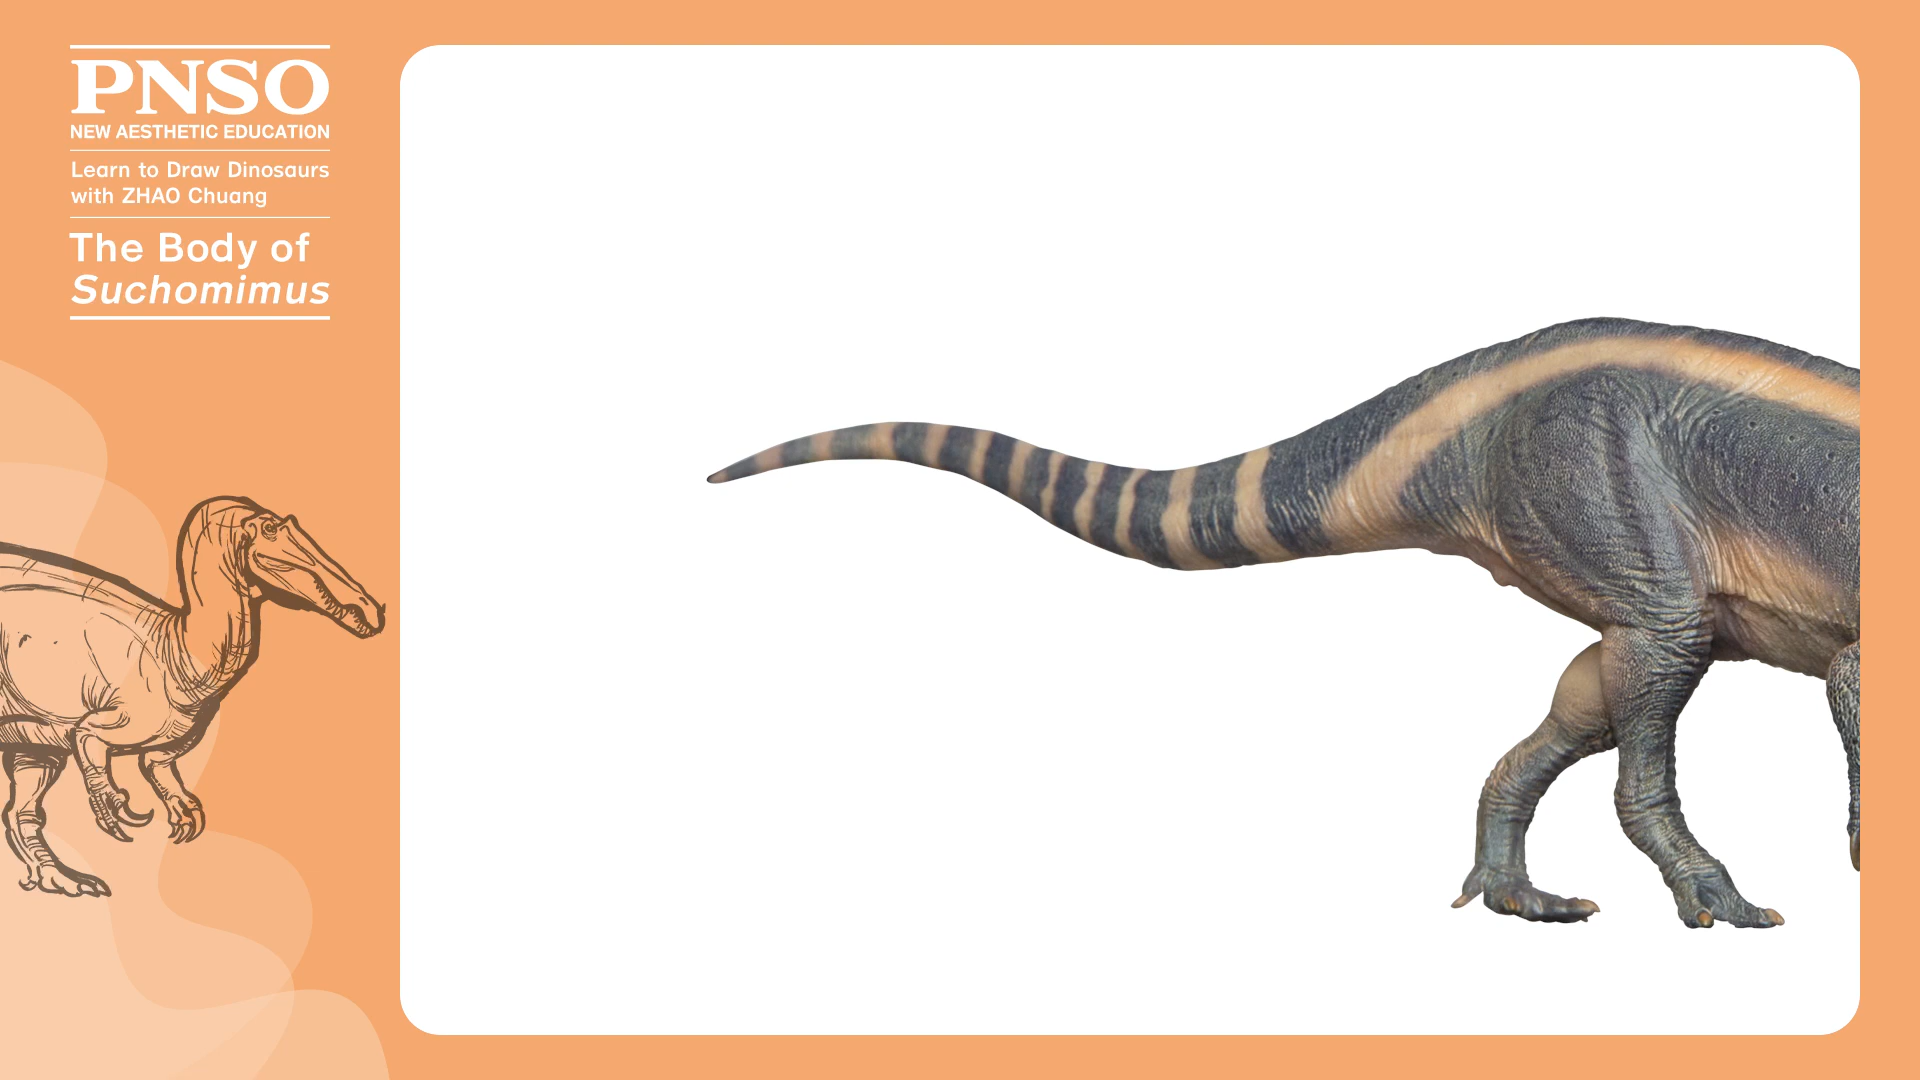 PNSO
NEW AESTHETIC EDUCATION
Learn to Draw Dinosaurs
with ZHAO Chuang
The Body of
Suchomimus